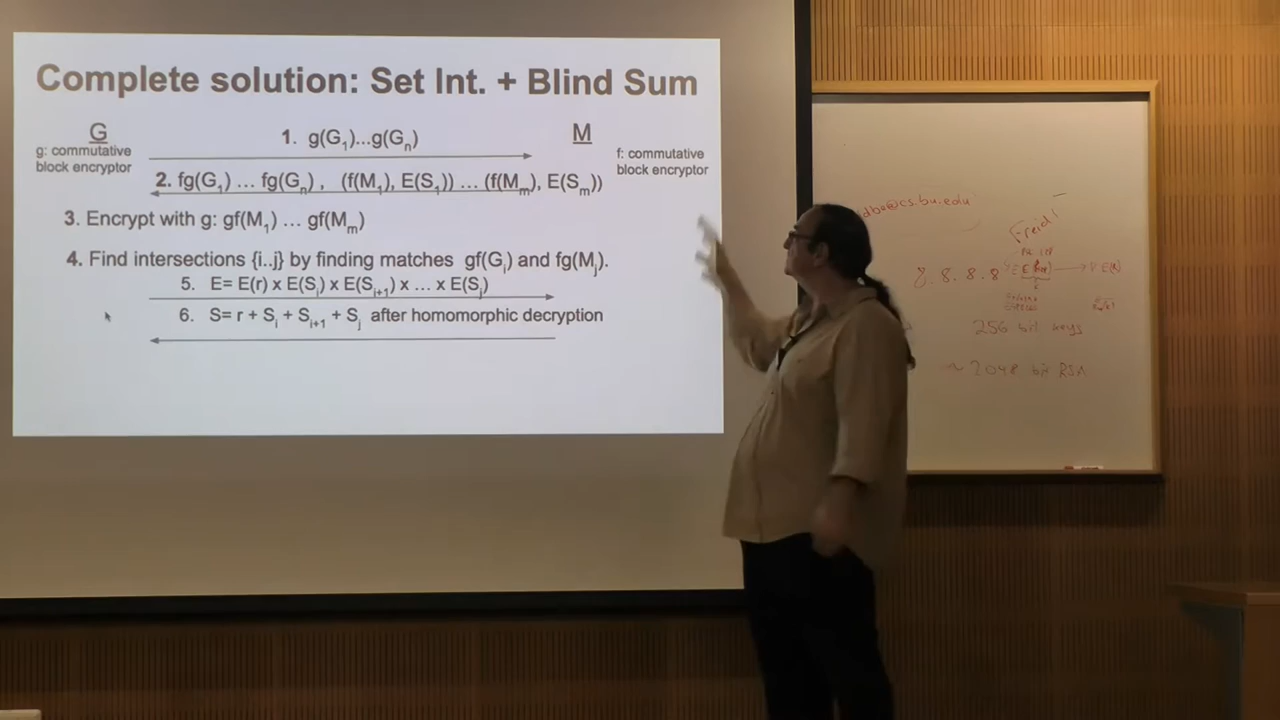 Complete solution: Set Int. + Blind Sum
G
g: commutative
block encryptor
1. g(G₁)...g(Gₙ)
M
f: commutative
block encryptor
2. fg(G₁) ... fg(Gₙ) , (f(M₁), E(S₁)) ... (f(Mₘ), E(Sₘ))
3. Encrypt with g: gf(M₁) ... gf(Mₘ)
4. Find intersections {i..j} by finding matches gf(Gᵢ) and fg(Mⱼ).
5. E= E(r) x E(Sᵢ) x E(Sᵢ₊₁) x ... x E(Sⱼ)
6. S= r + Sᵢ + Sᵢ₊₁ + Sⱼ after homomorphic decryption
@cs.bu.edu
8.8.8.8
256 bit keys
~2048 bit RSA